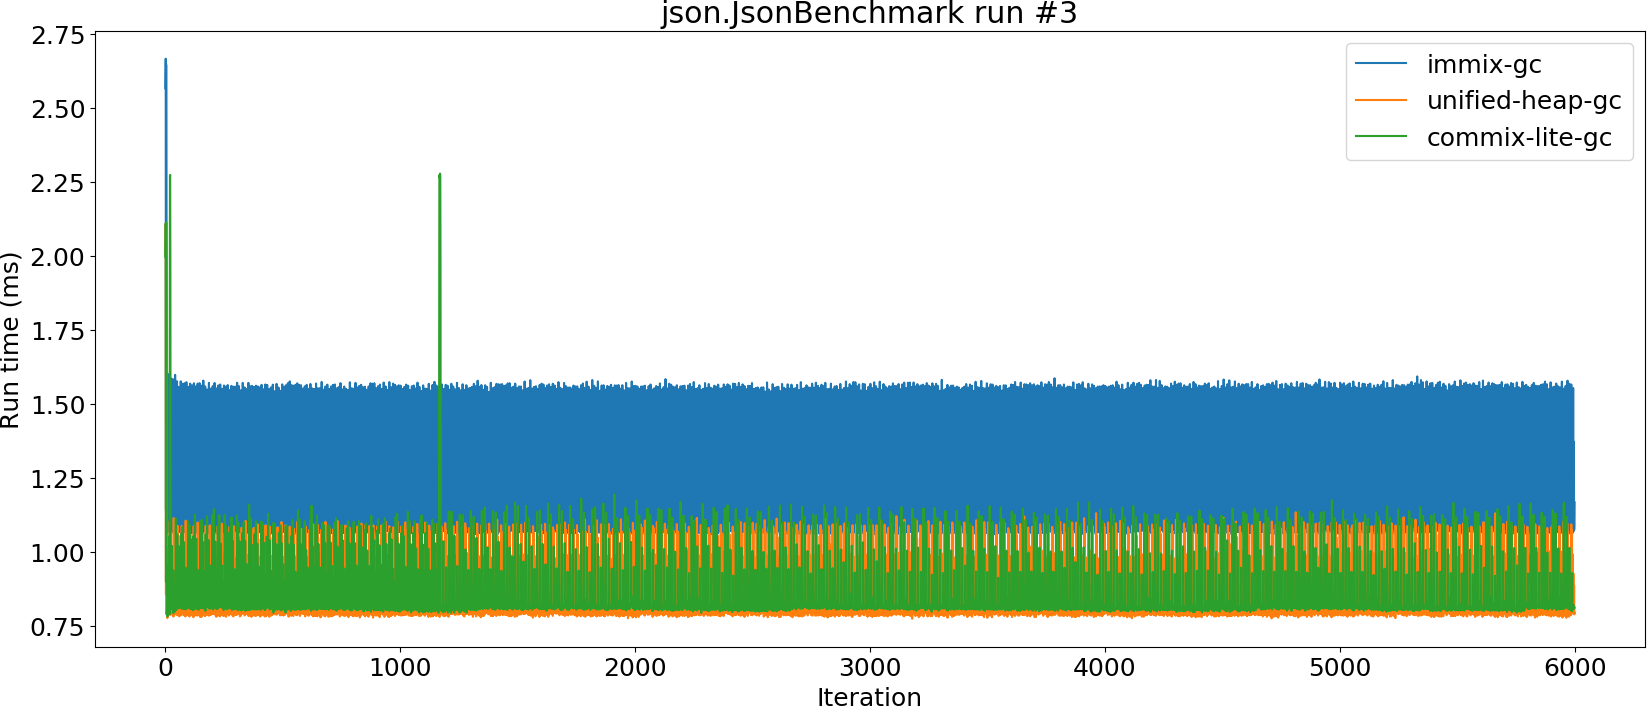 json.JsonBenchmark run #3
immix-gc
unified-heap-gc
commix-lite-gc
Run time (ms)
2.75
2.50
2.25
2.00
1.75
1.50
1.25
1.00
0.75
0 1000 2000 3000 4000 5000 6000
Iteration